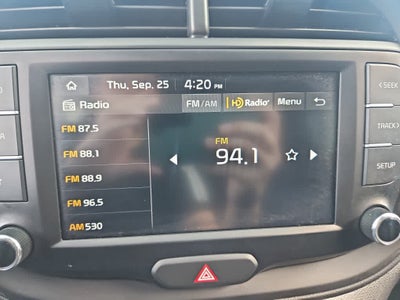 Thu, Sep. 25 4:20 PM
Radio FM/AM HD Radio Menu
FM 87.5
FM 88.1
FM 88.9
FM 96.5
AM 530
FM
94.1
< SEEK
TRACK >
SETUP